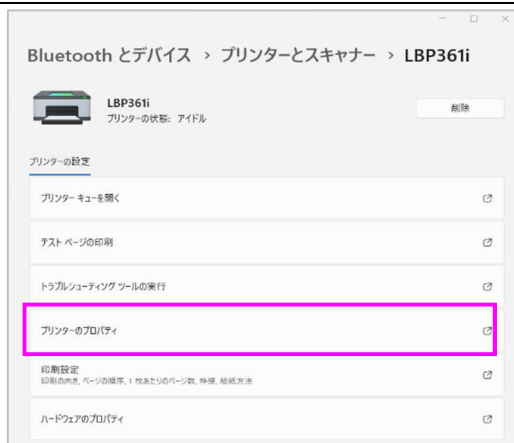 Bluetooth とデバイス › プリンターとスキャナー › LBP361i
LBP361i
プリンターの状態: アイドル
削除
プリンターの設定
プリンター キューを開く
テスト ページの印刷
トラブルシューティング ツールの実行
プリンターのプロパティ
印刷設定
印刷の向き, ページの順序, 1 枚あたりのページ数, 枠線, 給紙方法
ハードウェアのプロパティ